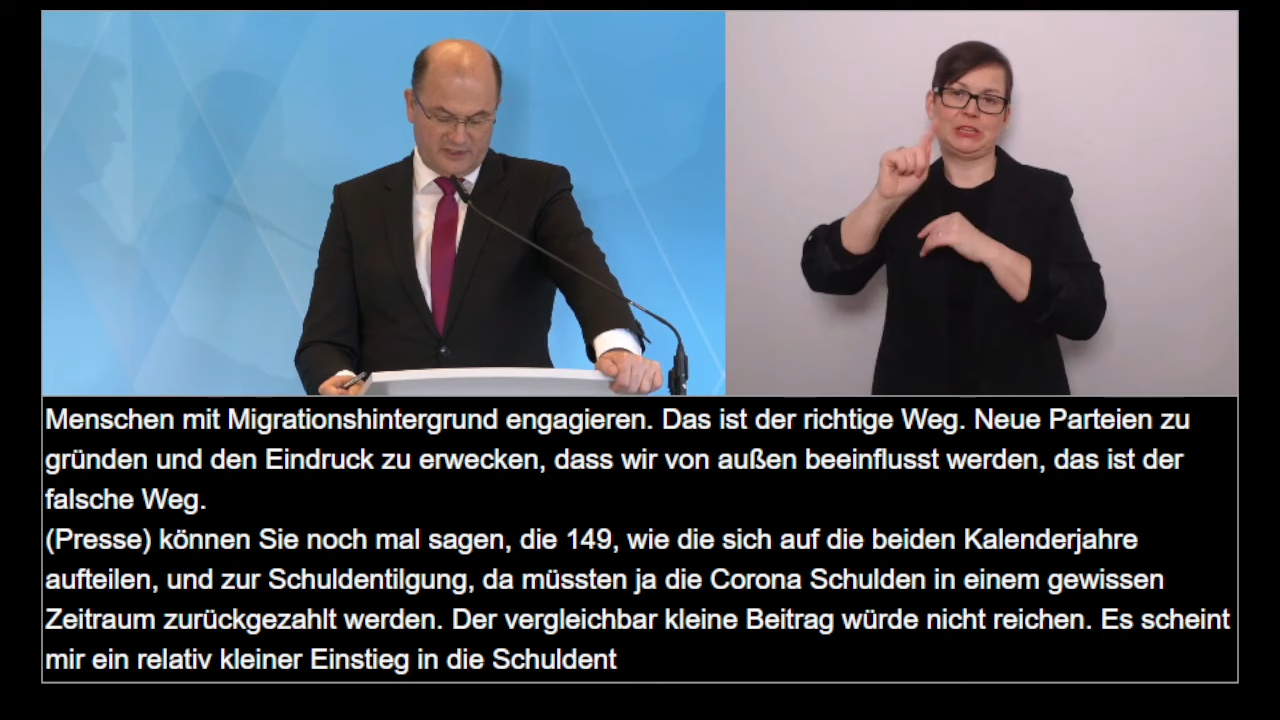 Menschen mit Migrationshintergrund engagieren. Das ist der richtige Weg. Neue Parteien zu
gründen und den Eindruck zu erwecken, dass wir von außen beeinflusst werden, das ist der
falsche Weg.
(Presse) können Sie noch mal sagen, die 149, wie die sich auf die beiden Kalenderjahre
aufteilen, und zur Schuldentilgung, da müssten ja die Corona Schulden in einem gewissen
Zeitraum zurückgezahlt werden. Der vergleichbar kleine Beitrag würde nicht reichen. Es scheint
mir ein relativ kleiner Einstieg in die Schuldent